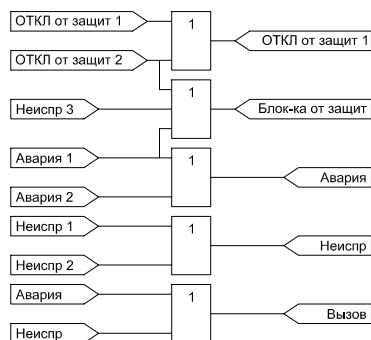 ОТКЛ от защит 1
1
ОТКЛ от защит 1
ОТКЛ от защит 2
1
Неиспр 3
Блок-ка от защит
Авария 1
1
Авария
Авария 2
Неиспр 1
1
Неиспр
Неиспр 2
Авария
1
Вызов
Неиспр